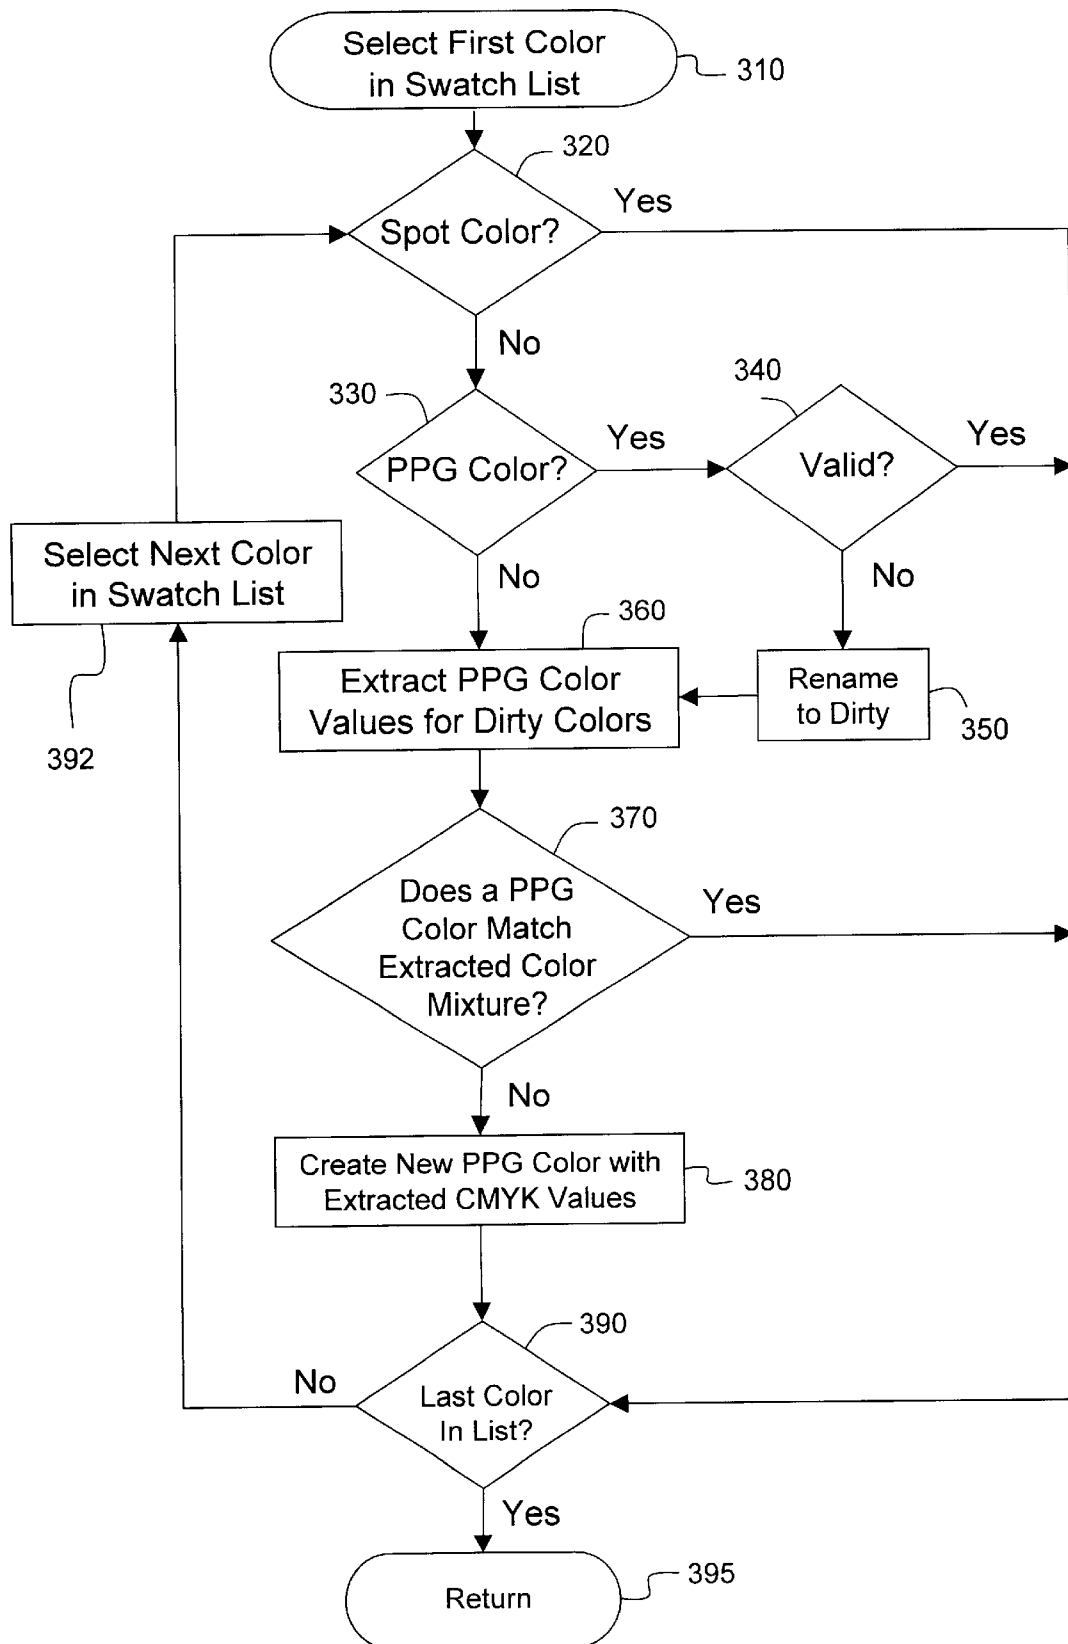 Select First Color
in Swatch List
310
320
Yes
Spot Color?
No
340
330
Yes
Yes
PPG Color?
Valid?
Select Next Color
in Swatch List
No
No
360
Extract PPG Color
Values for Dirty Colors
Rename
to Dirty
350
392
370
Does a PPG
Color Match
Extracted Color
Mixture?
Yes
No
Create New PPG Color with
Extracted CMYK Values
380
390
No
Last Color
In List?
Yes
Return
395